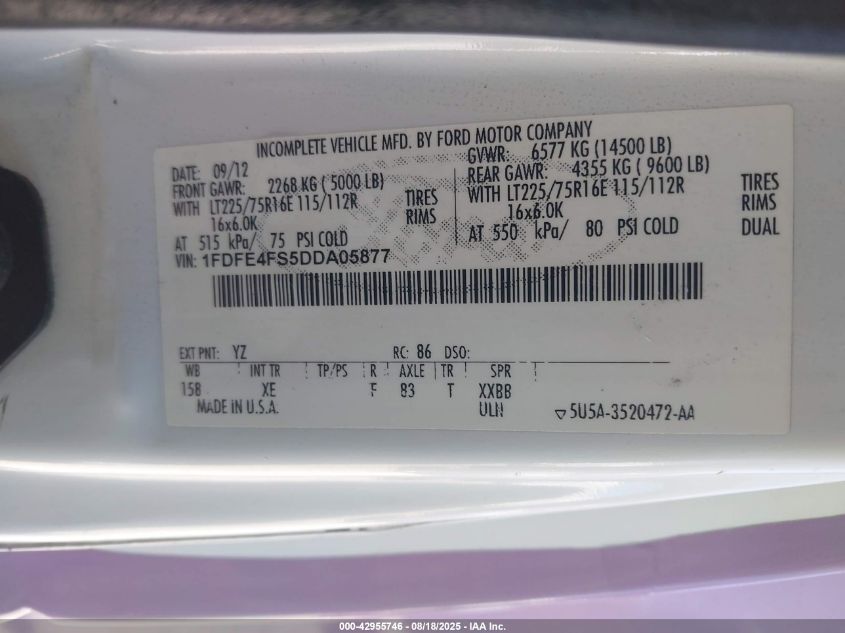 INCOMPLETE VEHICLE MFD. BY FORD MOTOR COMPANY
DATE: 09/12 GVWR: 6577 KG (14500 LB)
FRONT GAWR: 2268 KG ( 5000 LB) REAR GAWR: 4355 KG ( 9600 LB)
WITH LT225/75R16E 115/112R TIRES WITH LT225/75R16E 115/112R TIRES
16x6.0K RIMS 16x6.0K RIMS
AT 515 kPa/ 75 PSI COLD AT 550 kPa/ 80 PSI COLD DUAL
VIN: 1FDFE4FS5DDA05877
EXT PNT: YZ RC: 86 DSO:
WB INT TR TP/PS R AXLE TR SPR
158 XE F 83 T XXBB
MADE IN U.S.A. ULN 5U5A-3520472-AA
000-42955746 - 08/18/2025 - IAA Inc.